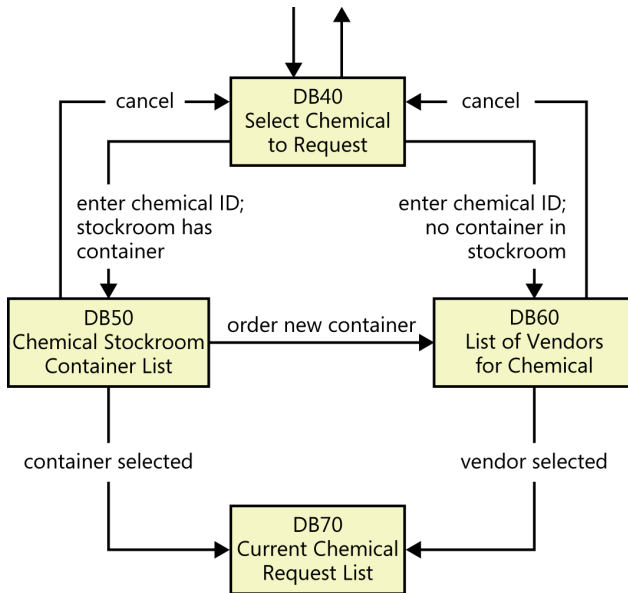 DB40
Select Chemical
to Request
cancel
cancel
enter chemical ID;
stockroom has
container
enter chemical ID;
no container in
stockroom
DB50
Chemical Stockroom
Container List
order new container
DB60
List of Vendors
for Chemical
container selected
vendor selected
DB70
Current Chemical
Request List